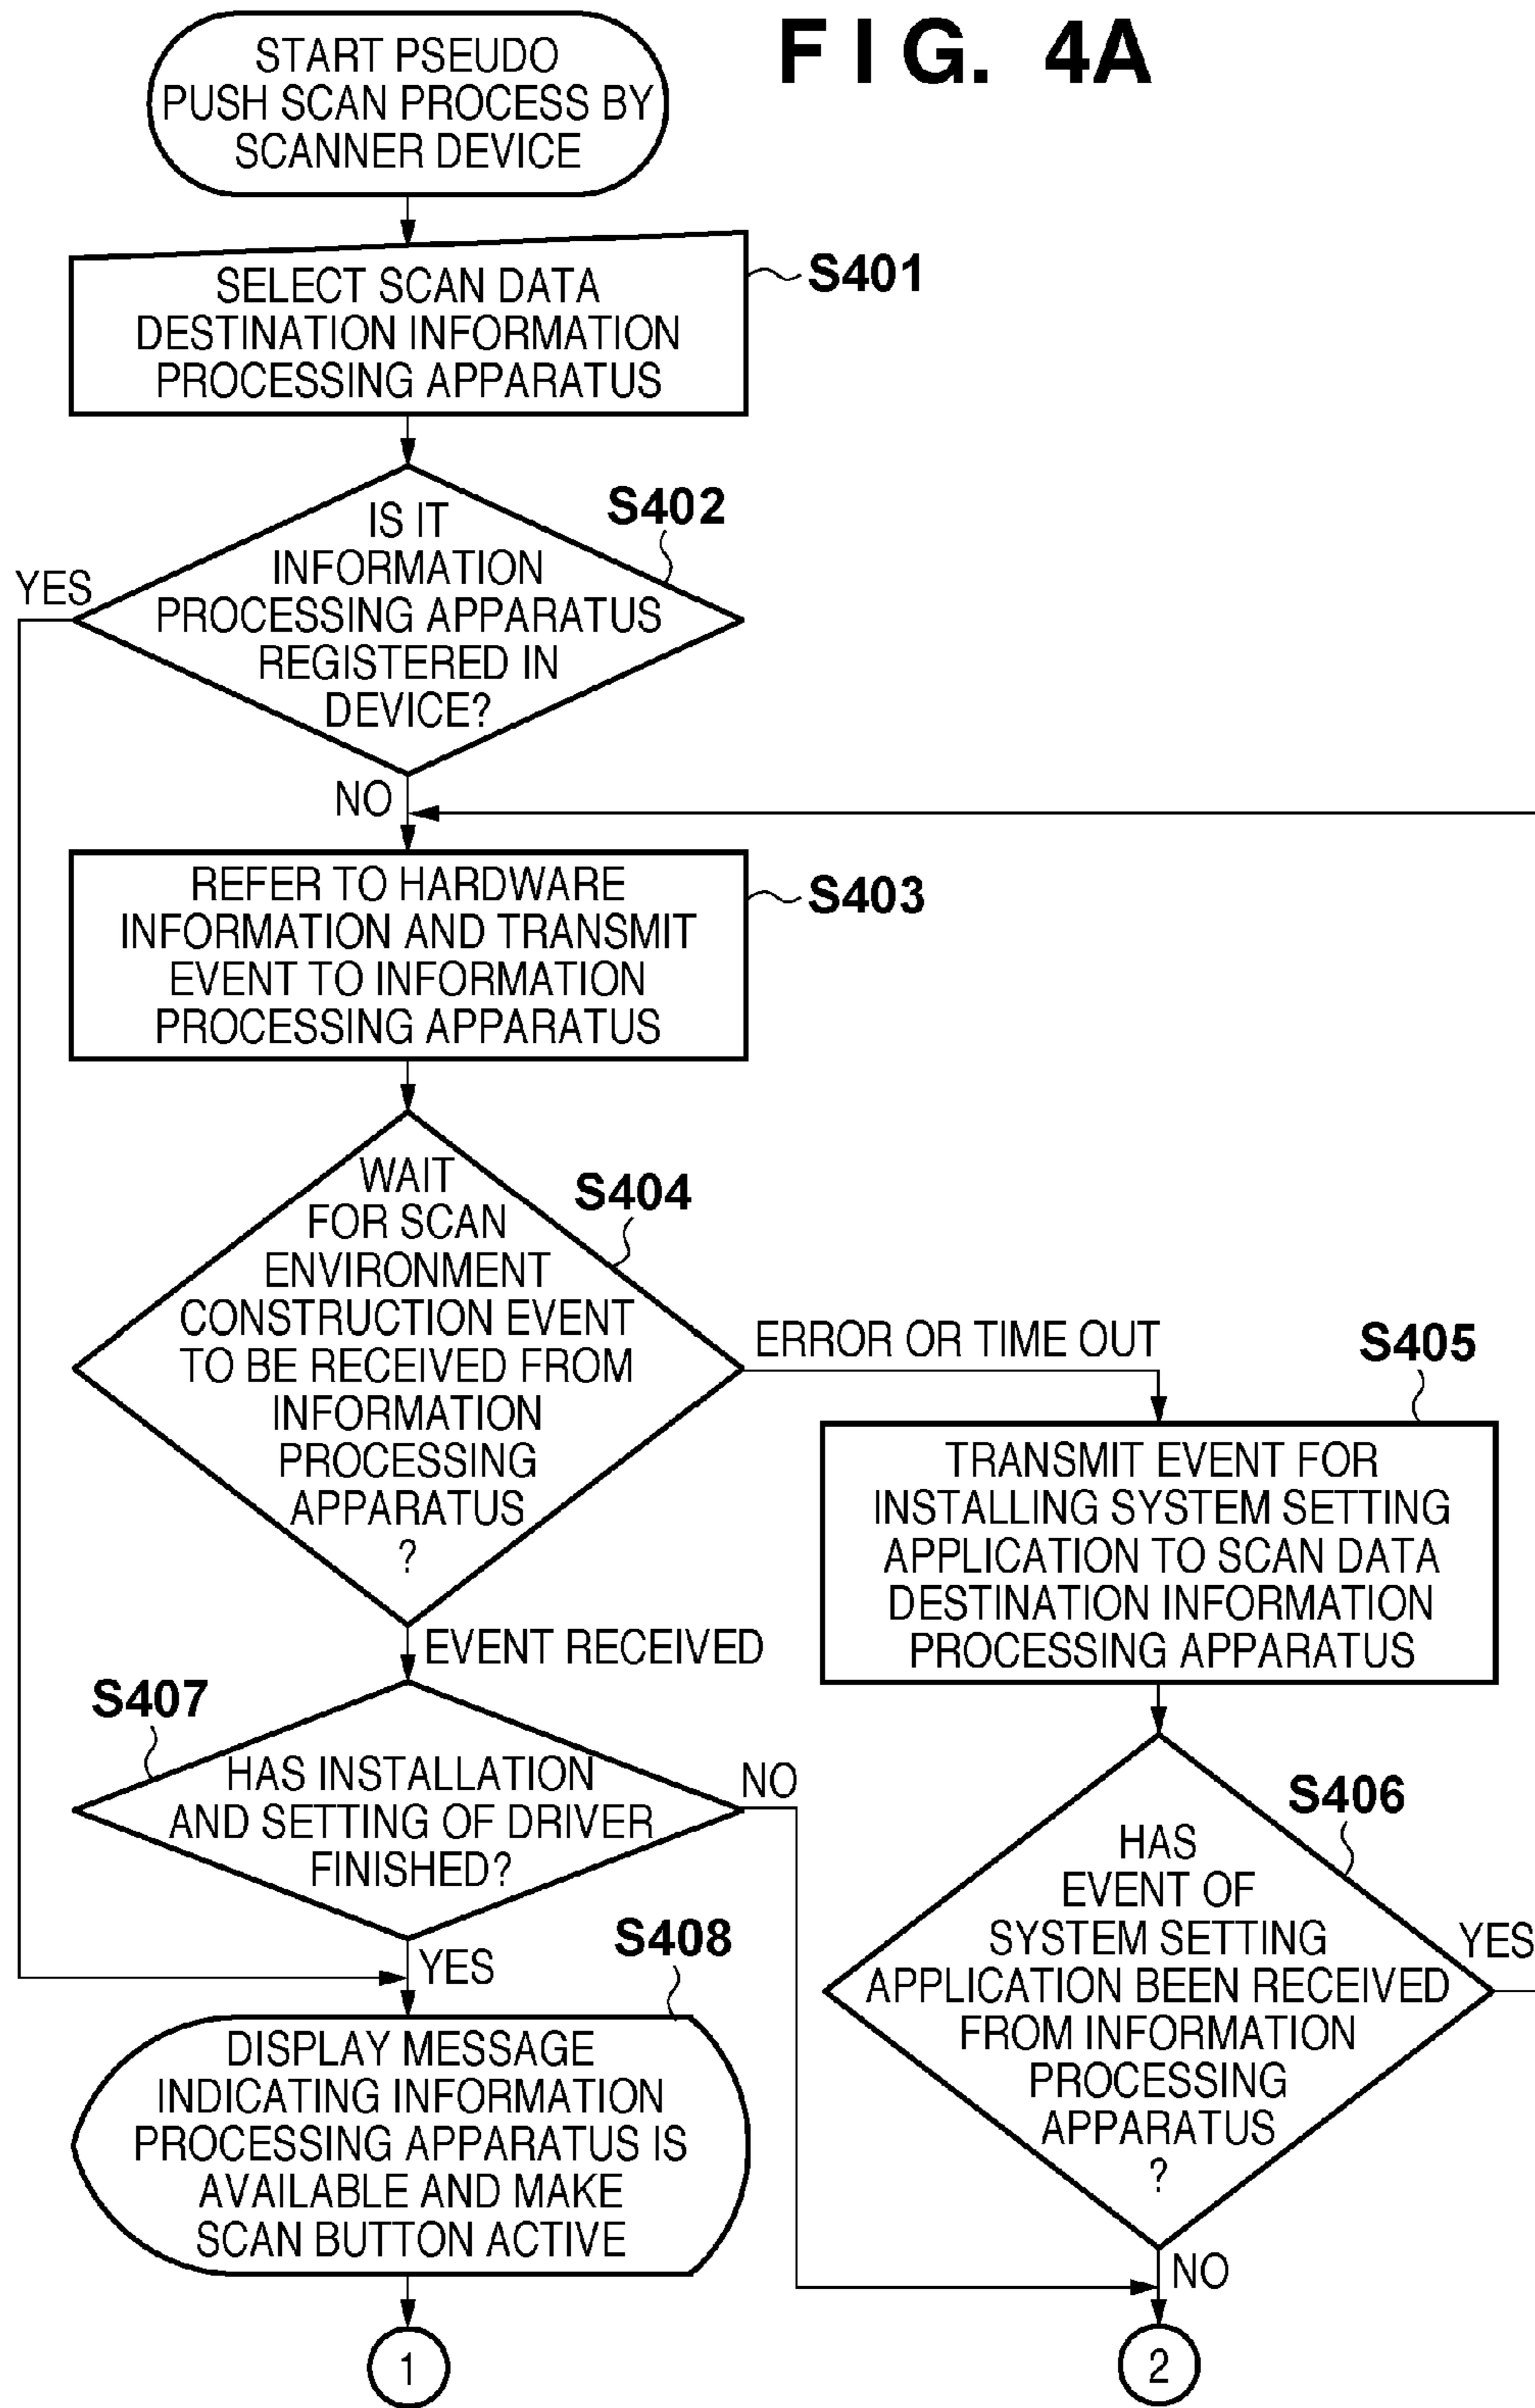 FIG. 4A
START PSEUDO
PUSH SCAN PROCESS BY
SCANNER DEVICE
S401
SELECT SCAN DATA
DESTINATION INFORMATION
PROCESSING APPARATUS
S402
IS IT
INFORMATION
PROCESSING APPARATUS
REGISTERED IN
DEVICE?
YES
NO
S403
REFER TO HARDWARE
INFORMATION AND TRANSMIT
EVENT TO INFORMATION
PROCESSING APPARATUS
S404
WAIT
FOR SCAN
ENVIRONMENT
CONSTRUCTION EVENT
TO BE RECEIVED FROM
INFORMATION
PROCESSING
APPARATUS
?
ERROR OR TIME OUT
EVENT RECEIVED
S405
TRANSMIT EVENT FOR
INSTALLING SYSTEM SETTING
APPLICATION TO SCAN DATA
DESTINATION INFORMATION
PROCESSING APPARATUS
S407
HAS INSTALLATION
AND SETTING OF DRIVER
FINISHED?
NO
YES
S406
HAS
EVENT OF
SYSTEM SETTING
APPLICATION BEEN RECEIVED
FROM INFORMATION
PROCESSING
APPARATUS
?
YES
NO
S408
DISPLAY MESSAGE
INDICATING INFORMATION
PROCESSING APPARATUS IS
AVAILABLE AND MAKE
SCAN BUTTON ACTIVE
1
2